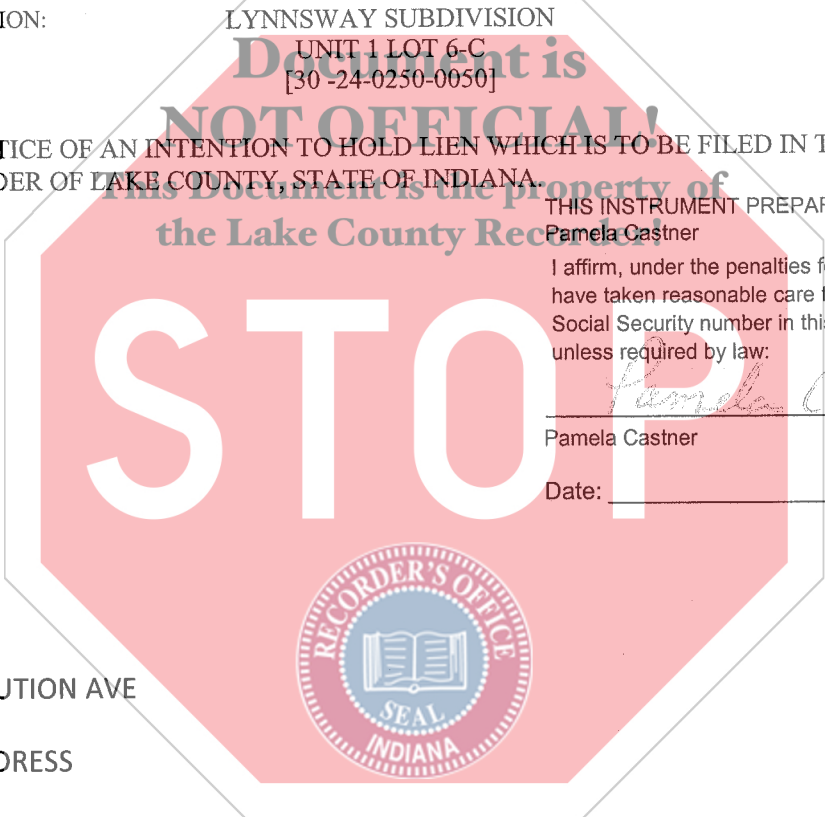 ION: LYNNSWAY SUBDIVISION
UNIT 1 LOT 6-C
[30 -24-0250-0050]
Document is
NOT OFFICIAL!
This Document is the property of
the Lake County Recorder!
TICE OF AN INTENTION TO HOLD LIEN WHICH IS TO BE FILED IN T
DER OF LAKE COUNTY, STATE OF INDIANA.
THIS INSTRUMENT PREPAR
Pamela Castner
I affirm, under the penalties f
have taken reasonable care t
Social Security number in this
unless required by law:
Pamela C
Pamela Castner
Date:
STOP
RECORDER'S OFFICE
SEAL
INDIANA
UTION AVE
DRESS